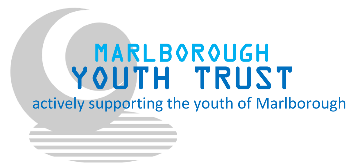 MARLBOROUGH
YOUTH TRUST
actively supporting the youth of Marlborough